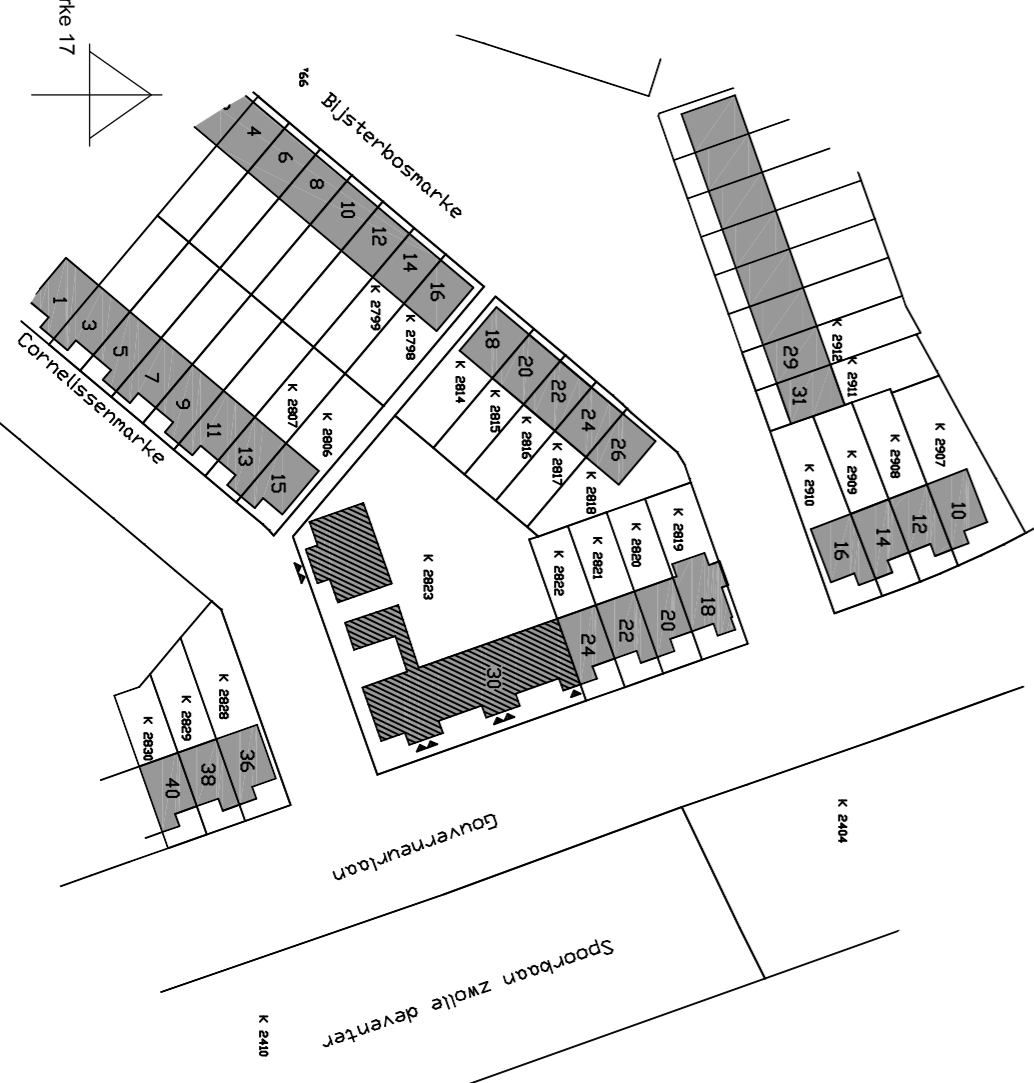 rke 17
'66
Bijsterbosmarke
4
6
8
10
12
14
16
K 2799
K 2798
1
3
5
7
9
11
13
15
Cornelissenmarke
K 2807
K 2806
18
20
22
24
26
K 2814
K 2815
K 2816
K 2817
K 2818
29
31
K 2912
K 2911
K 2907
K 2908
K 2909
K 2910
10
12
14
16
K 2819
K 2820
K 2821
K 2822
18
20
22
24
K 2823
30
K 2828
K 2829
K 2830
36
38
40
Gouverneurlaan
Spoorbaan zwolle deventer
K 2404
K 2410